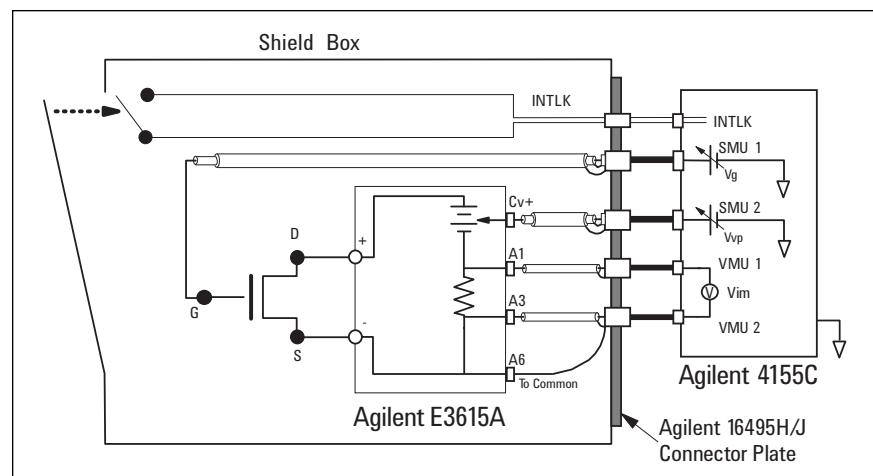 Shield Box
INTLK
INTLK
SMU 1
Vg
Cv+
SMU 2
Vvp
D
+
A1
VMU 1
V
Vim
G
A3
-
VMU 2
S
A6
To Common
Agilent E3615A
Agilent 4155C
Agilent 16495H/J
Connector Plate